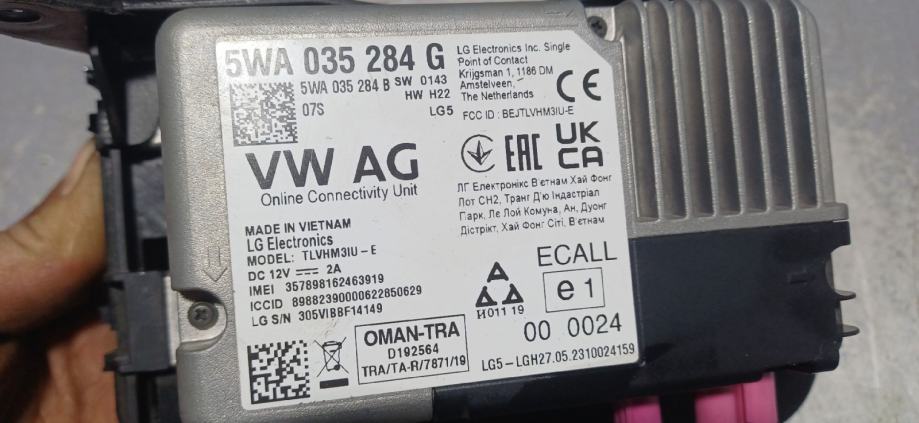 5WA 035 284 G
5WA 035 284 B SW 0143
HW H22
07S LG5
LG Electronics Inc. Single
Point of Contact
Krijgsman 1, 1186 DM
Amstelveen,
The Netherlands
CE
FCC ID : BEJTLVHM3IU-E
VW AG
Online Connectivity Unit
EAC
UK
CA
ЛГ Електронікс В'єтнам Хай Фонг
Лот СН2, Транг Д'ю Індастріал
Парк, Ле Лой Комуна, Ан, Дуонг
Дістрікт, Хай Фонг Сіті, В'єтнам
MADE IN VIETNAM
LG Electronics
MODEL: TLVHM3IU - E
DC 12V 2A
IMEI 357898162463919
ICCID 89882390000622850629
LG S/N 305VIBBF14149
OMAN-TRA
D192564
TRA/TA-R/7871/19
H011 19
ECALL
e1
00 0024
LG5-LGH27.05.2310024159